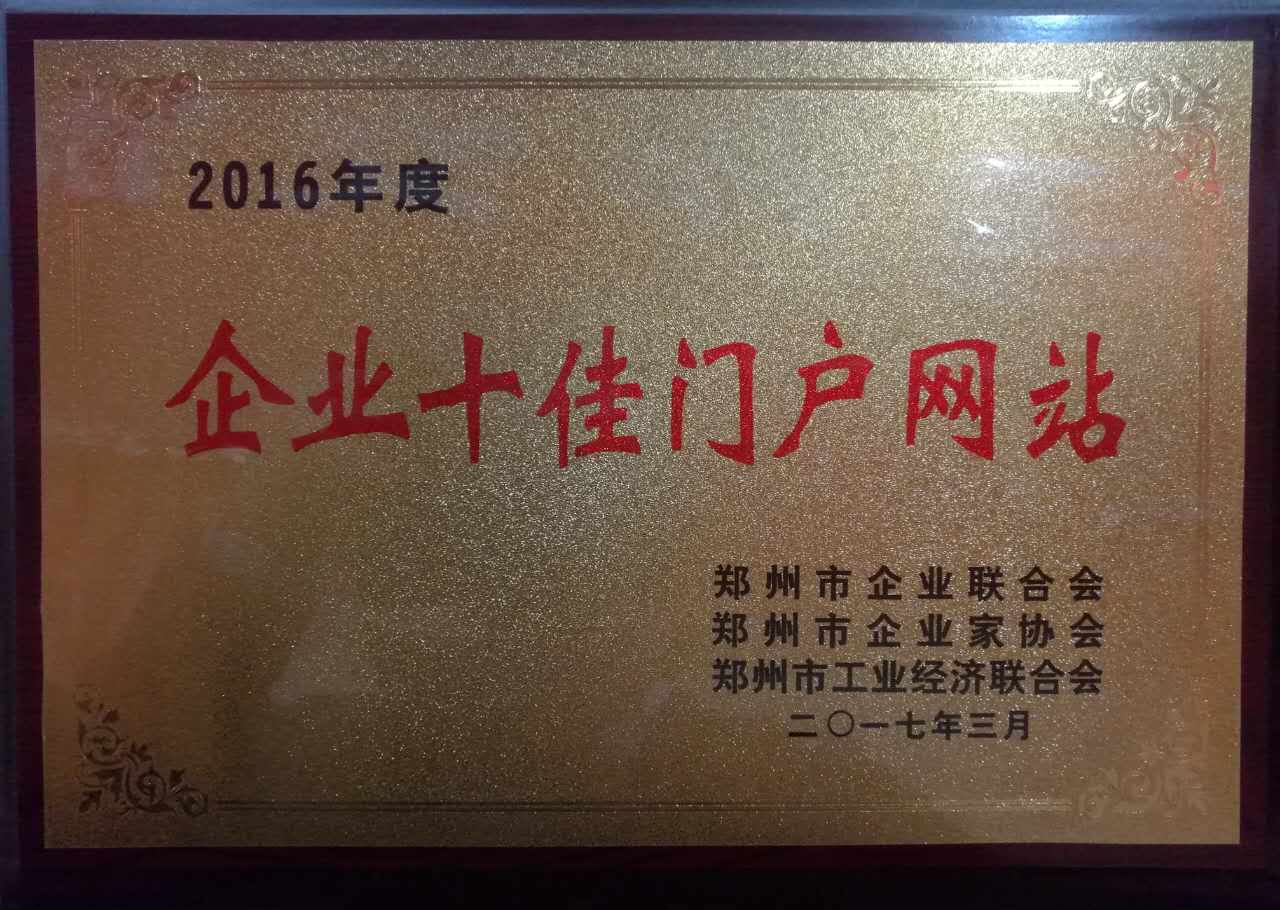 2016年度
企业十佳门户网站
郑州市企业联合会
郑州市企业家协会
郑州市工业经济联合会
二〇一七年三月